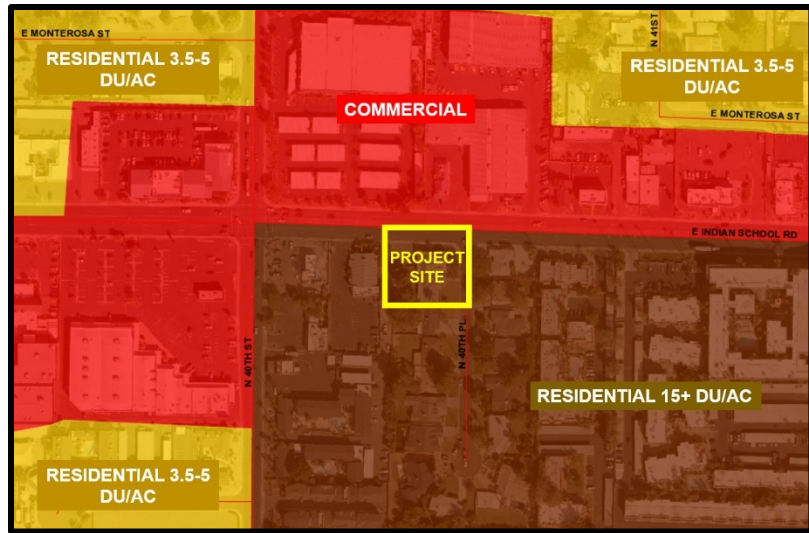 E MONTEROSA ST
RESIDENTIAL 3.5-5
DU/AC
COMMERCIAL
N 41ST
RESIDENTIAL 3.5-5
DU/AC
E MONTEROSA ST
E INDIAN SCHOOL RD
PROJECT
SITE
N 40TH ST
N 40TH PL
RESIDENTIAL 15+ DU/AC
RESIDENTIAL 3.5-5
DU/AC